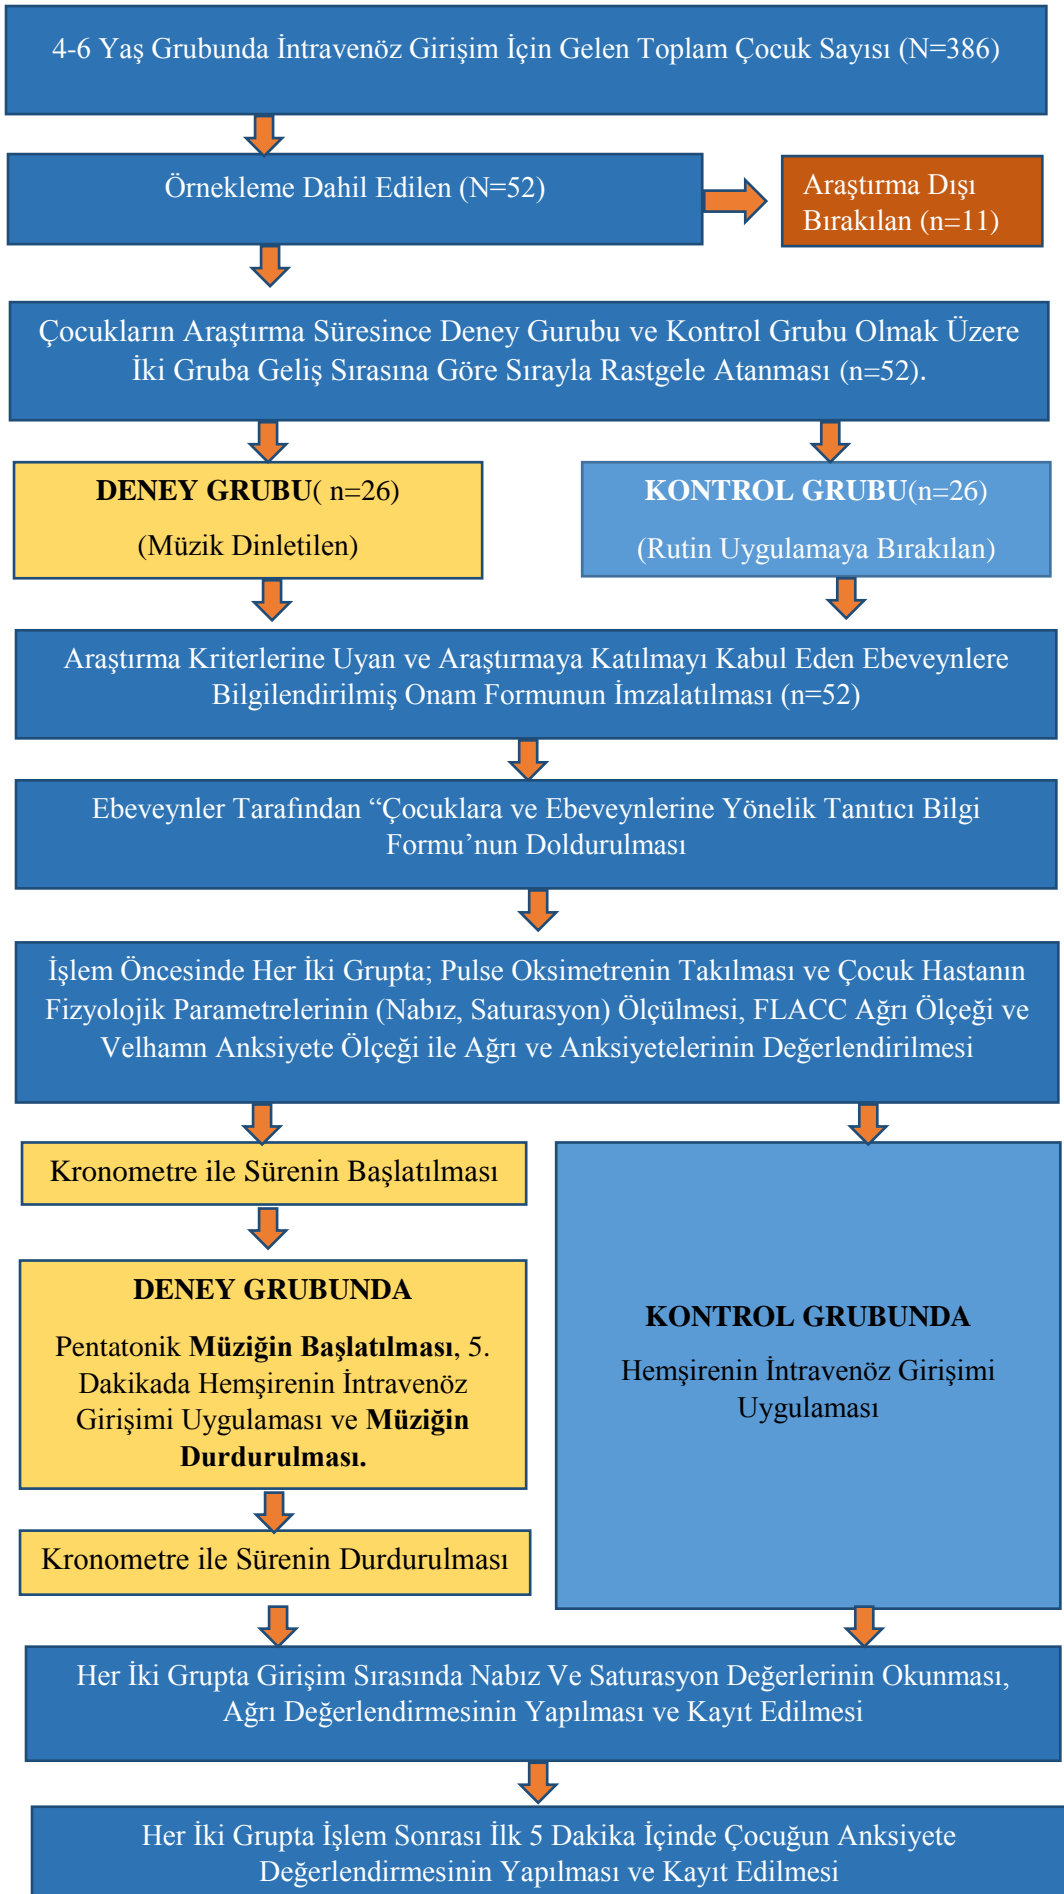 4-6 Yaş Grubunda İntravenöz Girişim İçin Gelen Toplam Çocuk Sayısı (N=386)
Örnekleme Dahil Edilen (N=52)
Araştırma Dışı
Bırakılan (n=11)
Çocukların Araştırma Süresince Deney Gurubu ve Kontrol Grubu Olmak Üzere
İki Gruba Geliş Sırasına Göre Sırayla Rastgele Atanması (n=52).
DENEY GRUBU( n=26)
(Müzik Dinletilen)
KONTROL GRUBU(n=26)
(Rutin Uygulamaya Bırakılan)
Araştırma Kriterlerine Uyan ve Araştırmaya Katılmayı Kabul Eden Ebeveynlere
Bilgilendirilmiş Onam Formunun İmzalatılması (n=52)
Ebeveynler Tarafından “Çocuklara ve Ebeveynlerine Yönelik Tanıtıcı Bilgi
Formu’nun Doldurulması
İşlem Öncesinde Her İki Grupta; Pulse Oksimetrenin Takılması ve Çocuk Hastanın
Fizyolojik Parametrelerinin (Nabız, Saturasyon) Ölçülmesi, FLACC Ağrı Ölçeği ve
Velhamn Anksiyete Ölçeği ile Ağrı ve Anksiyetelerinin Değerlendirilmesi
Kronometre ile Sürenin Başlatılması
DENEY GRUBUNDA
Pentatonik Müziğin Başlatılması, 5.
Dakikada Hemşirenin İntravenöz
Girişimi Uygulaması ve Müziğin
Durdurulması.
Kronometre ile Sürenin Durdurulması
KONTROL GRUBUNDA
Hemşirenin İntravenöz Girişimi
Uygulaması
Her İki Grupta Girişim Sırasında Nabız Ve Saturasyon Değerlerinin Okunması,
Ağrı Değerlendirmesinin Yapılması ve Kayıt Edilmesi
Her İki Grupta İşlem Sonrası İlk 5 Dakika İçinde Çocuğun Anksiyete
Değerlendirmesinin Yapılması ve Kayıt Edilmesi